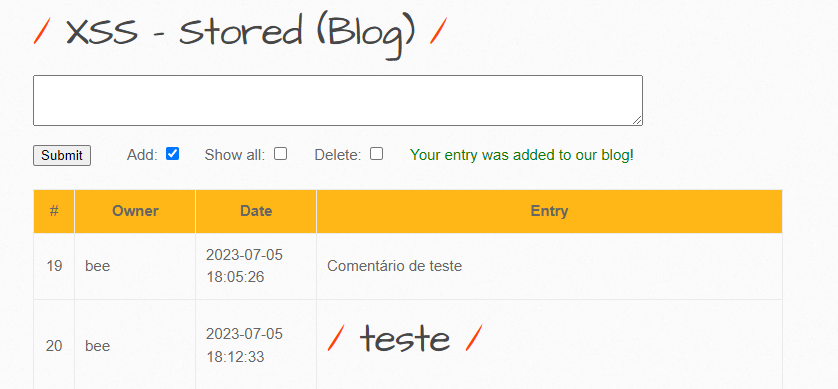 / XSS - Stored (Blog) /
Submit Add: Show all: Delete: Your entry was added to our blog!
# Owner Date Entry
19 bee 2023-07-05 18:05:26 Comentário de teste
20 bee 2023-07-05 18:12:33 / teste /